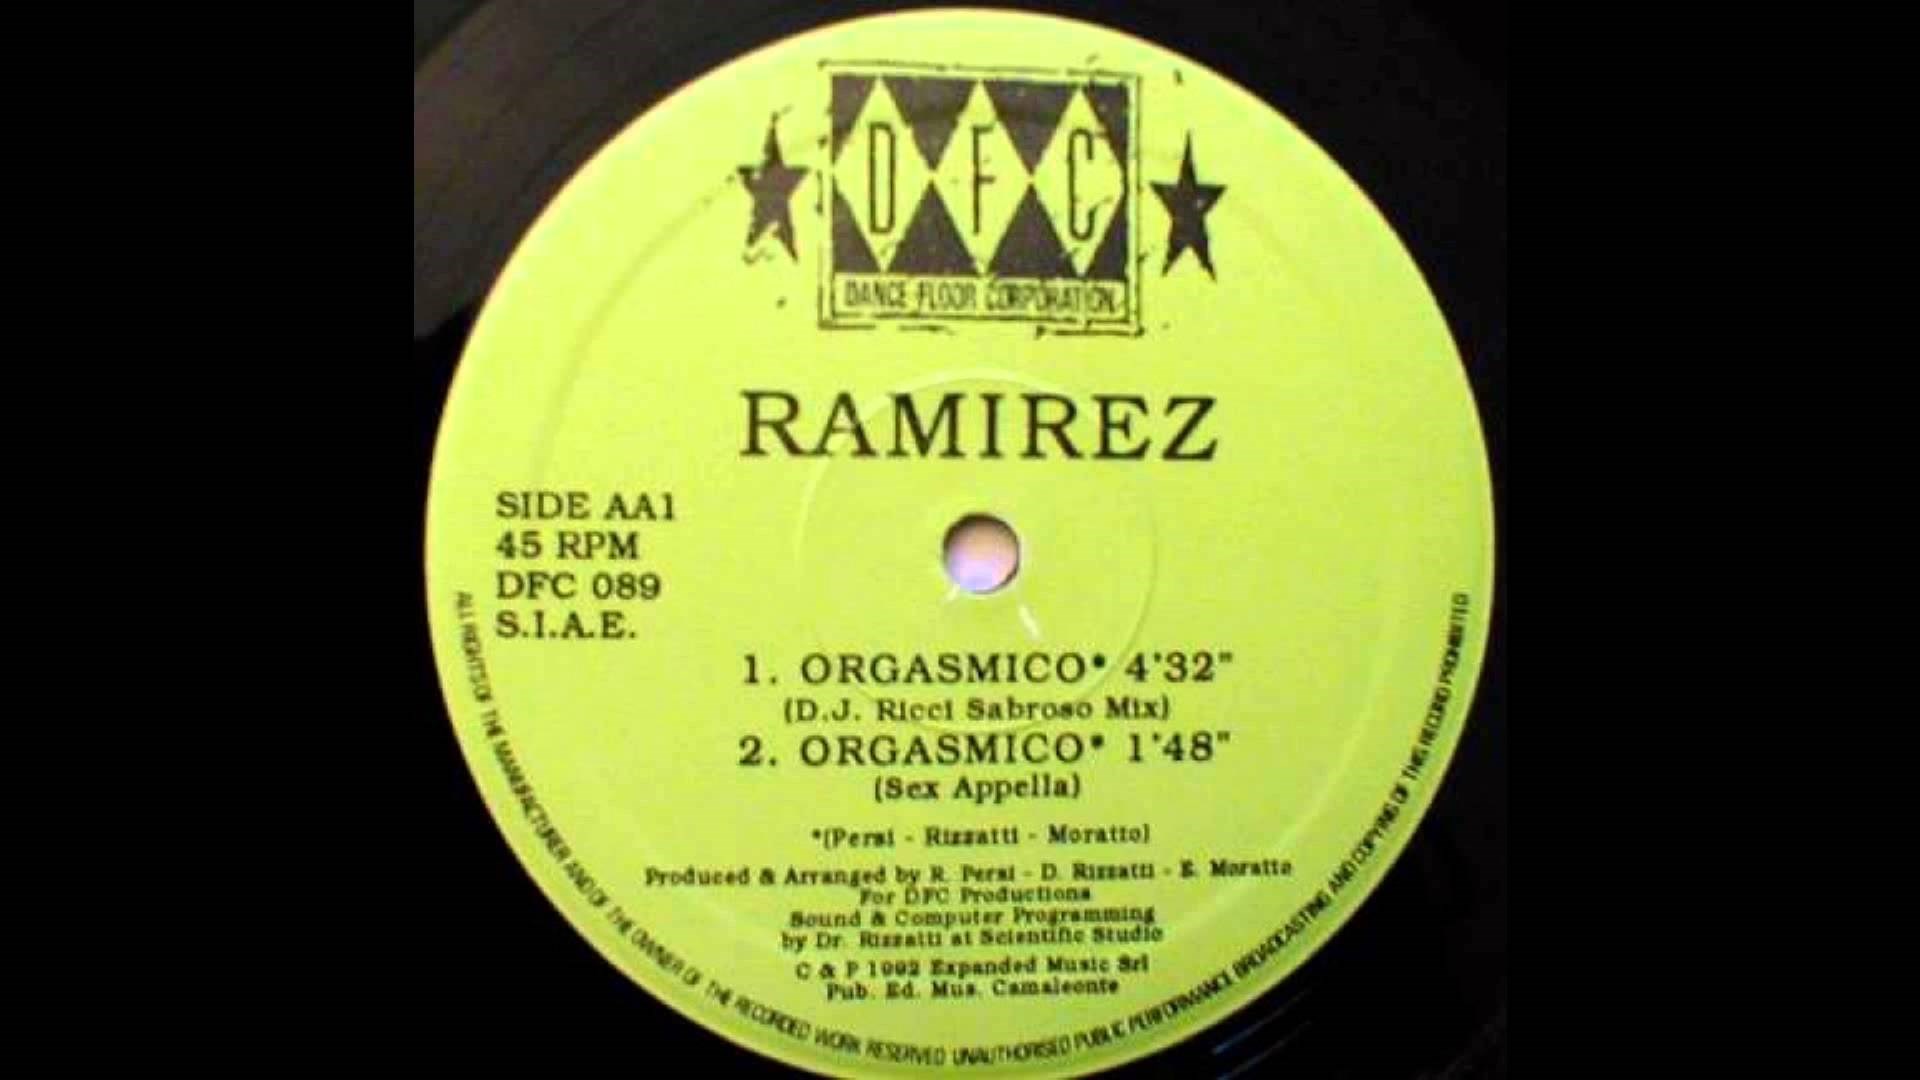 DFC
DANCE FLOOR CORPORATION
RAMIREZ
SIDE AA1
45 RPM
DFC 089
S.I.A.E.
1. ORGASMICO* 4'32"
(D.J. Ricci Sabroso Mix)
2. ORGASMICO* 1'48"
(Sex Appella)
*(Persi - Rizzatti - Moratto)
Produced & Arranged by R. Persi - D. Rizzatti - E. Moratto
For DFC Productions
Sound & Computer Programming
by Dr. Rizzatti at Scientific Studio
C & P 1992 Expanded Music Srl
Pub. Ed. Mus. Camaleonte
ALL RIGHTS OF THE MANUFACTURER AND OF THE OWNER OF THE RECORDED WORK RESERVED UNAUTHORISED PUBLIC PERFORMANCE BROADCASTING AND COPYING OF THIS RECORD PROHIBITED